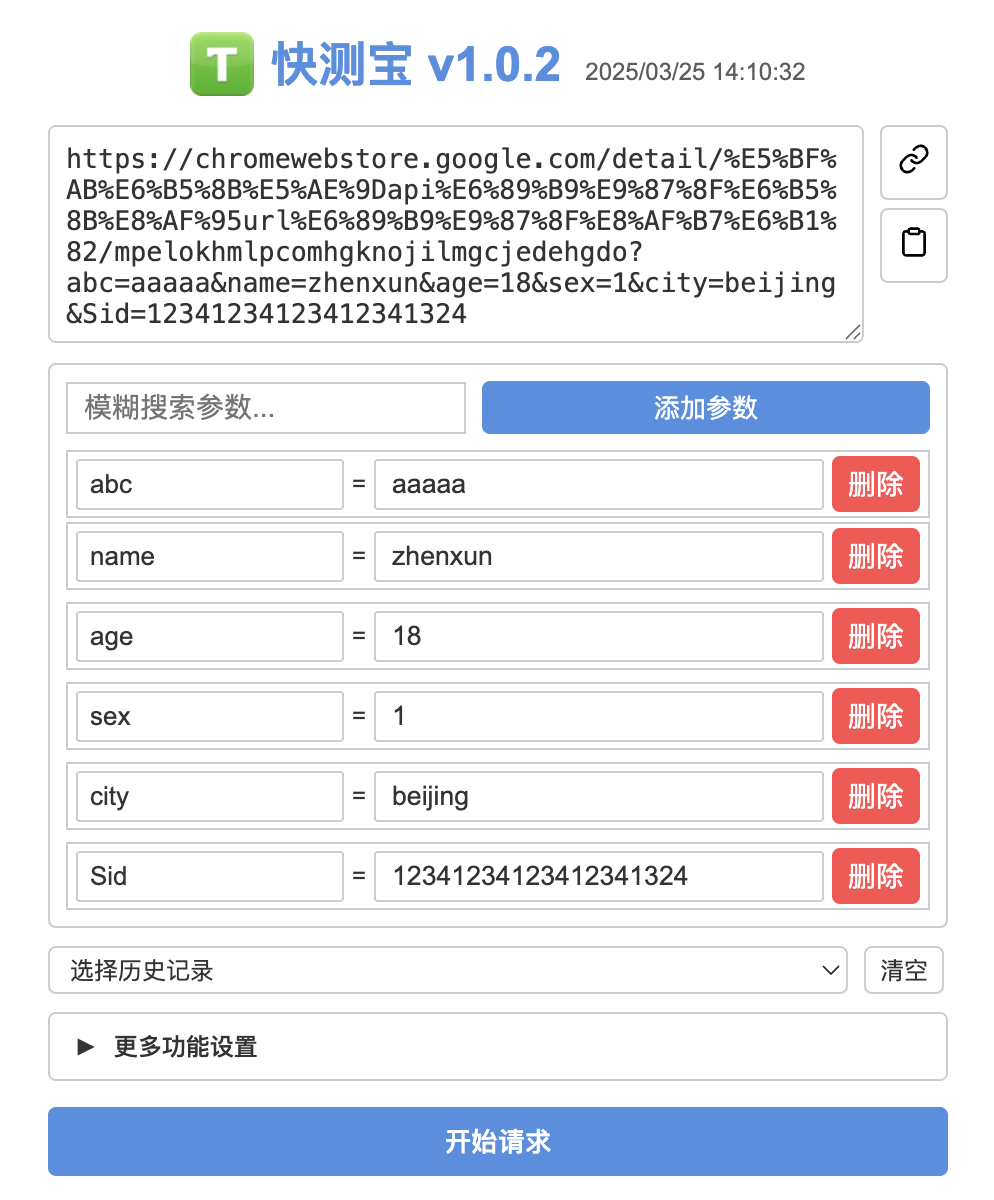 T 快测宝 v1.0.2 2025/03/25 14:10:32
https://chromewebstore.google.com/detail/%E5%BF%
AB%E6%B5%8B%E5%AE%9Dapi%E6%89%B9%E9%87%8F%E6%B5%
8B%E8%AF%95url%E6%89%B9%E9%87%8F%E8%AF%B7%E6%B1%
82/mpelokhmlpcomhgknojilmgcjedehgdo?
abc=aaaaa&name=zhenxun&age=18&sex=1&city=beijing
&Sid=12341234123412341324
模糊搜索参数... 添加参数
abc = aaaaa 删除
name = zhenxun 删除
age = 18 删除
sex = 1 删除
city = beijing 删除
Sid = 12341234123412341324 删除
选择历史记录 清空
► 更多功能设置
开始请求